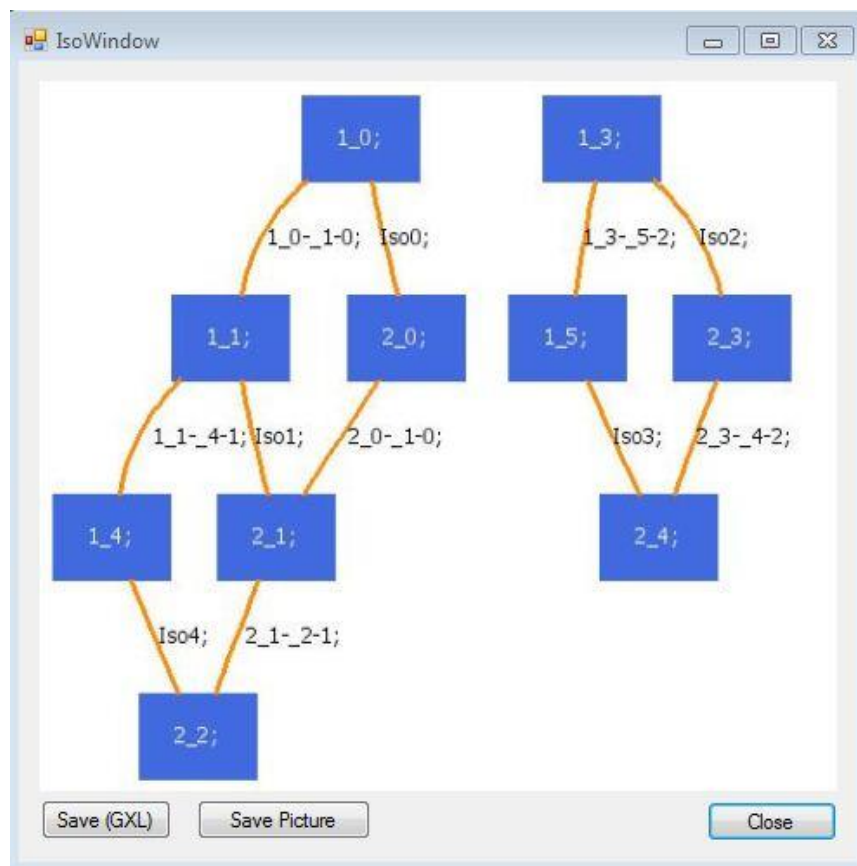 IsoWindow
1_0; 1_3;
1_0-_1-0; Iso0; 1_3-_5-2; Iso2;
1_1; 2_0; 1_5; 2_3;
1_1-_4-1; Iso1; 2_0-_1-0; Iso3; 2_3-_4-2;
1_4; 2_1; 2_4;
Iso4; 2_1-_2-1;
2_2;
Save (GXL) Save Picture Close